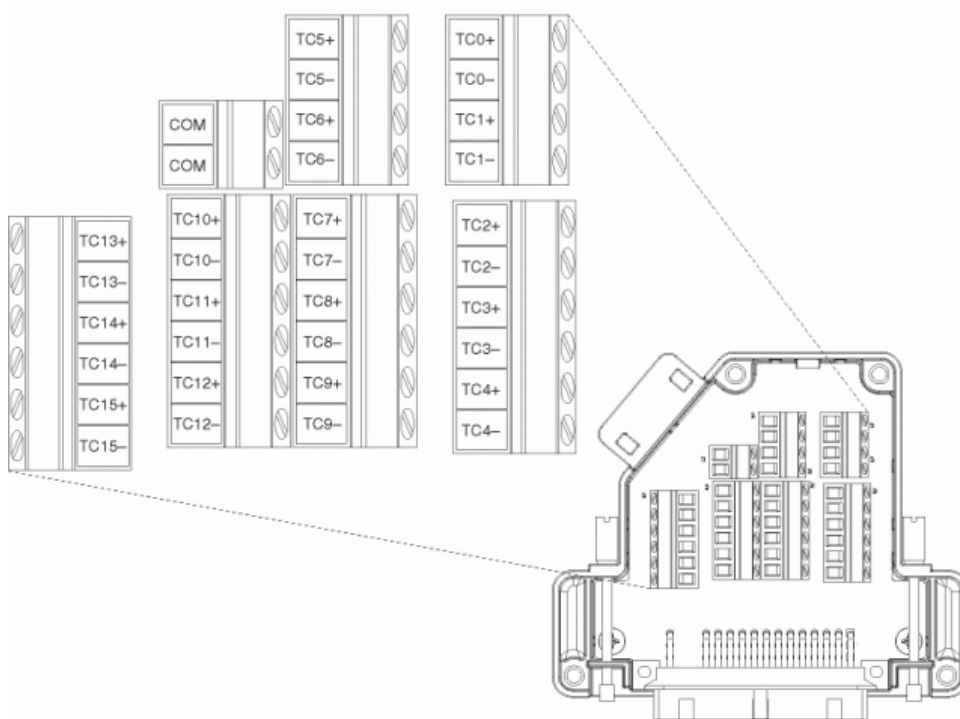 TC5+
TC5–
TC6+
TC6–
TC0+
TC0–
TC1+
TC1–
COM
COM
TC13+
TC13–
TC14+
TC14–
TC15+
TC15–
TC10+
TC10–
TC11+
TC11–
TC12+
TC12–
TC7+
TC7–
TC8+
TC8–
TC9+
TC9–
TC2+
TC2–
TC3+
TC3–
TC4+
TC4–